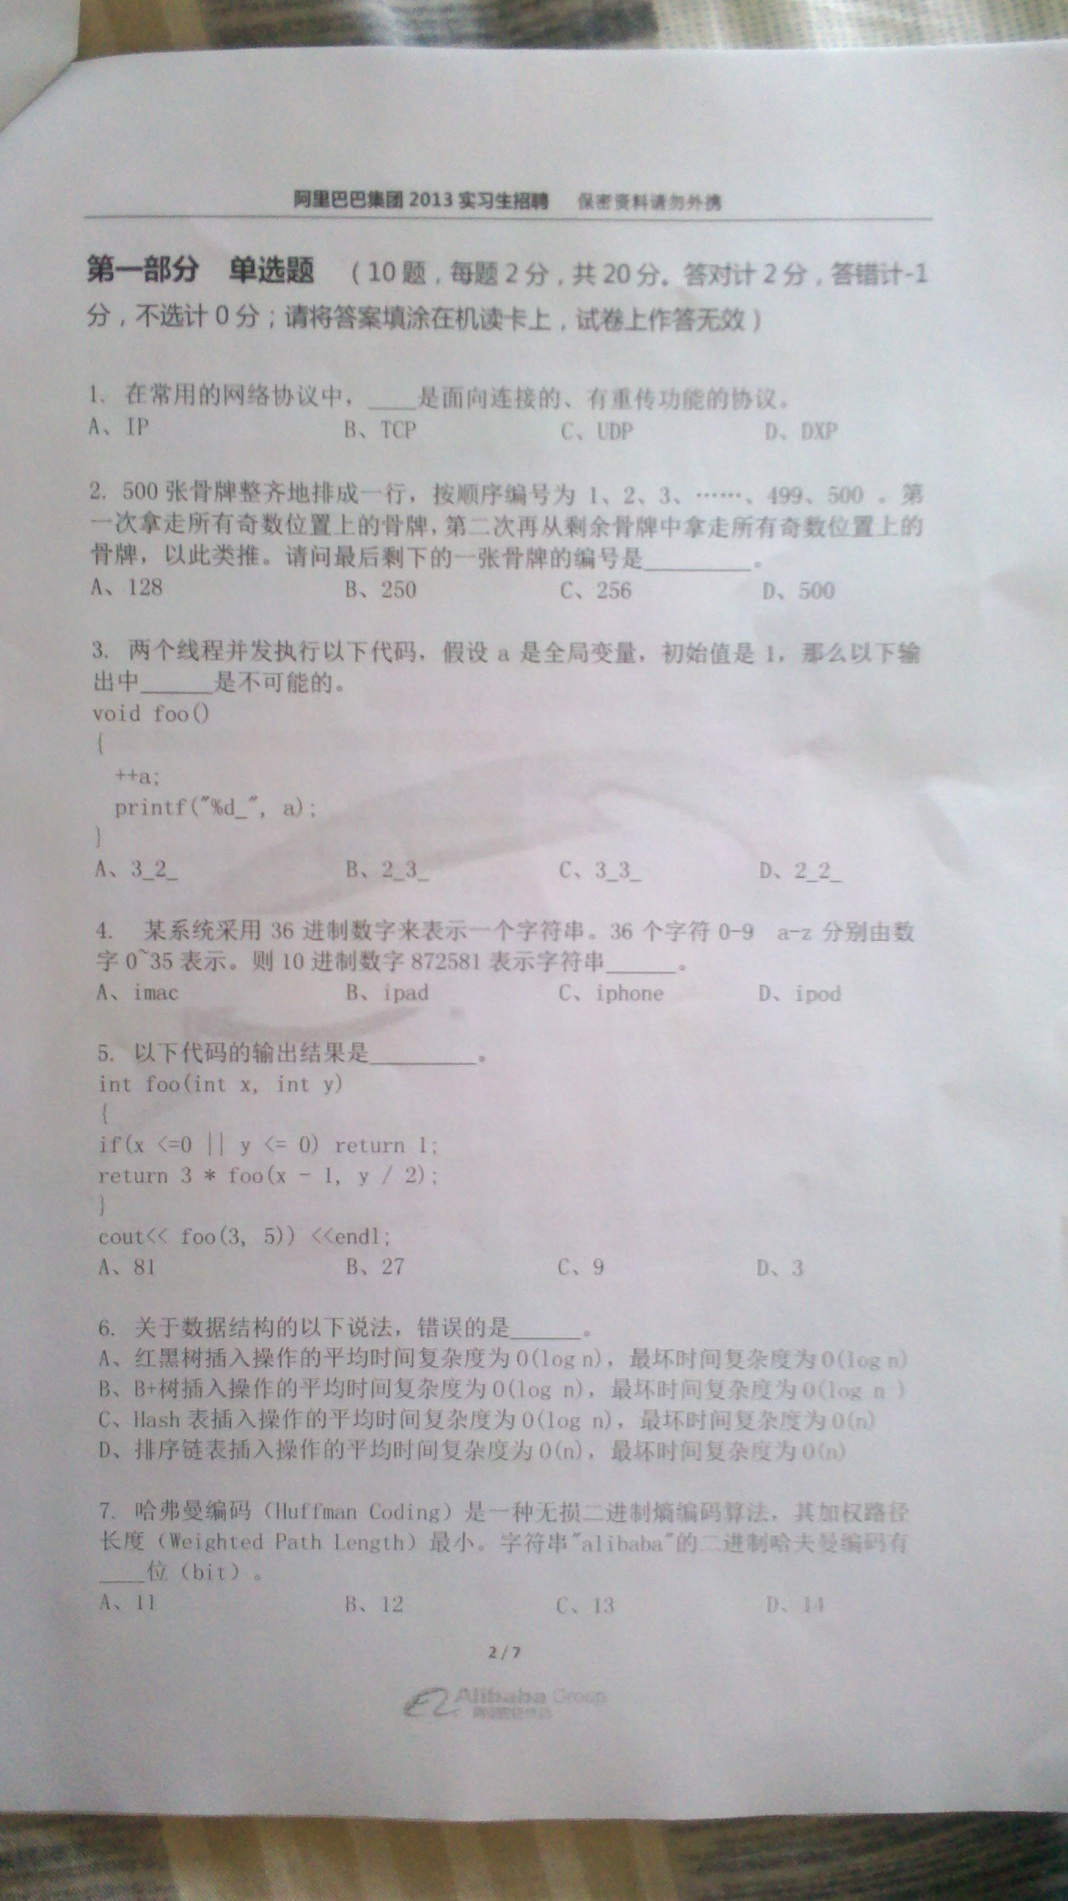 阿里巴巴集团 2013 实习生招聘 保密资料请勿外携
第一部分 单选题 （10 题，每题 2 分，共 20 分。答对计 2 分，答错计-1
分，不选计 0 分；请将答案填涂在机读卡上，试卷上作答无效）
1. 在常用的网络协议中，____是面向连接的、有重传功能的协议。
A、IP B、TCP C、UDP D、DXP
2. 500 张骨牌整齐地排成一行，按顺序编号为 1、2、3、……、499、500 。第
一次拿走所有奇数位置上的骨牌，第二次再从剩余骨牌中拿走所有奇数位置上的
骨牌，以此类推。请问最后剩下的一张骨牌的编号是_________。
A、128 B、250 C、256 D、500
3. 两个线程并发执行以下代码，假设 a 是全局变量，初始值是 1，那么以下输
出中______是不可能的。
void foo()
{
++a;
printf("%d_", a);
}
A、3_2_ B、2_3_ C、3_3_ D、2_2_
4. 某系统采用 36 进制数字来表示一个字符串。36 个字符 0-9 a-z 分别由数
字 0~35 表示。则 10 进制数字 872581 表示字符串______。
A、imac B、ipad C、iphone D、ipod
5. 以下代码的输出结果是_________。
int foo(int x, int y)
{
if(x <=0 || y <= 0) return 1;
return 3 * foo(x - 1, y / 2);
}
cout<< foo(3, 5)) <<endl;
A、81 B、27 C、9 D、3
6. 关于数据结构的以下说法，错误的是______。
A、红黑树插入操作的平均时间复杂度为 O(log n)，最坏时间复杂度为 O(log n)
B、B+树插入操作的平均时间复杂度为 O(log n)，最坏时间复杂度为 O(log n )
C、Hash 表插入操作的平均时间复杂度为 O(log n)，最坏时间复杂度为 O(n)
D、排序链表插入操作的平均时间复杂度为 O(n)，最坏时间复杂度为 O(n)
7. 哈弗曼编码（Huffman Coding）是一种无损二进制熵编码算法，其加权路径
长度（Weighted Path Length）最小。字符串"alibaba"的二进制哈夫曼编码有
____位（bit）。
A、11 B、12 C、13 D、14
2 / 7
Alibaba Group
阿里巴巴集团